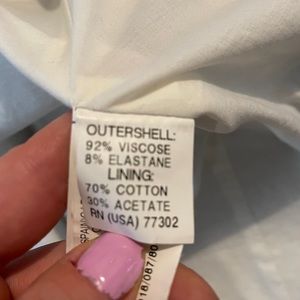 OUTERSHELL:
92% VISCOSE
8% ELASTANE
LINING:
70% COTTON
30% ACETATE
RN (USA) 77302